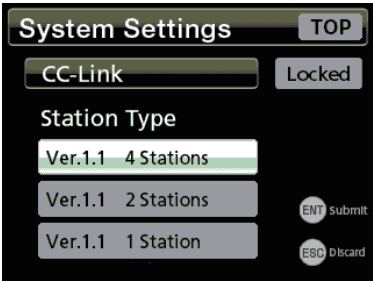 System Settings TOP
CC-Link Locked
Station Type
Ver.1.1 4 Stations
Ver.1.1 2 Stations
ENT Submit
Ver.1.1 1 Station
ESC Discard